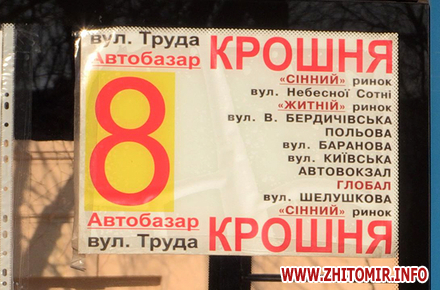 вул. Труда
Автобазар
КРОШНЯ
8
«СІННИЙ» ринок
вул. Небесної Сотні
«ЖИТНІЙ» ринок
вул. В. БЕРДИЧІВСЬКА
ПОЛЬОВА
вул. БАРАНОВА
вул. КИЇВСЬКА
АВТОВОКЗАЛ
ГЛОБАЛ
вул. ШЕЛУШКОВА
«СІННИЙ» ринок
Автобазар
вул. Труда
КРОШНЯ
WWW.ZHITOMIR.INFO